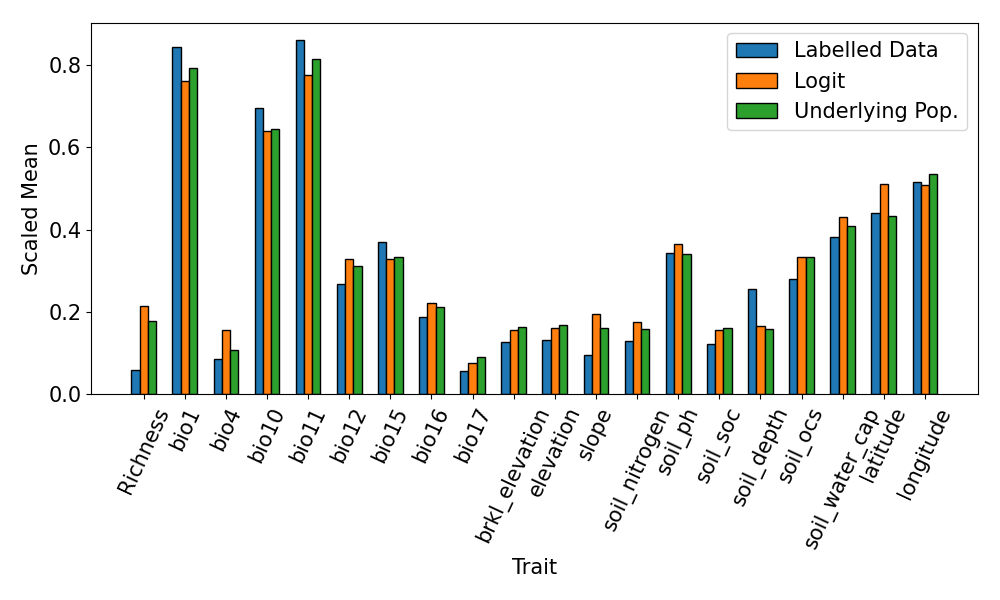 Labelled Data
Logit
Underlying Pop.
Scaled Mean
0.8
0.6
0.4
0.2
0.0
Richness
bio1
bio4
bio10
bio11
bio12
bio15
bio16
bio17
brkl_elevation
elevation
slope
soil_nitrogen
soil_ph
soil_soc
soil_depth
soil_ocs
soil_water_cap
latitude
longitude
Trait